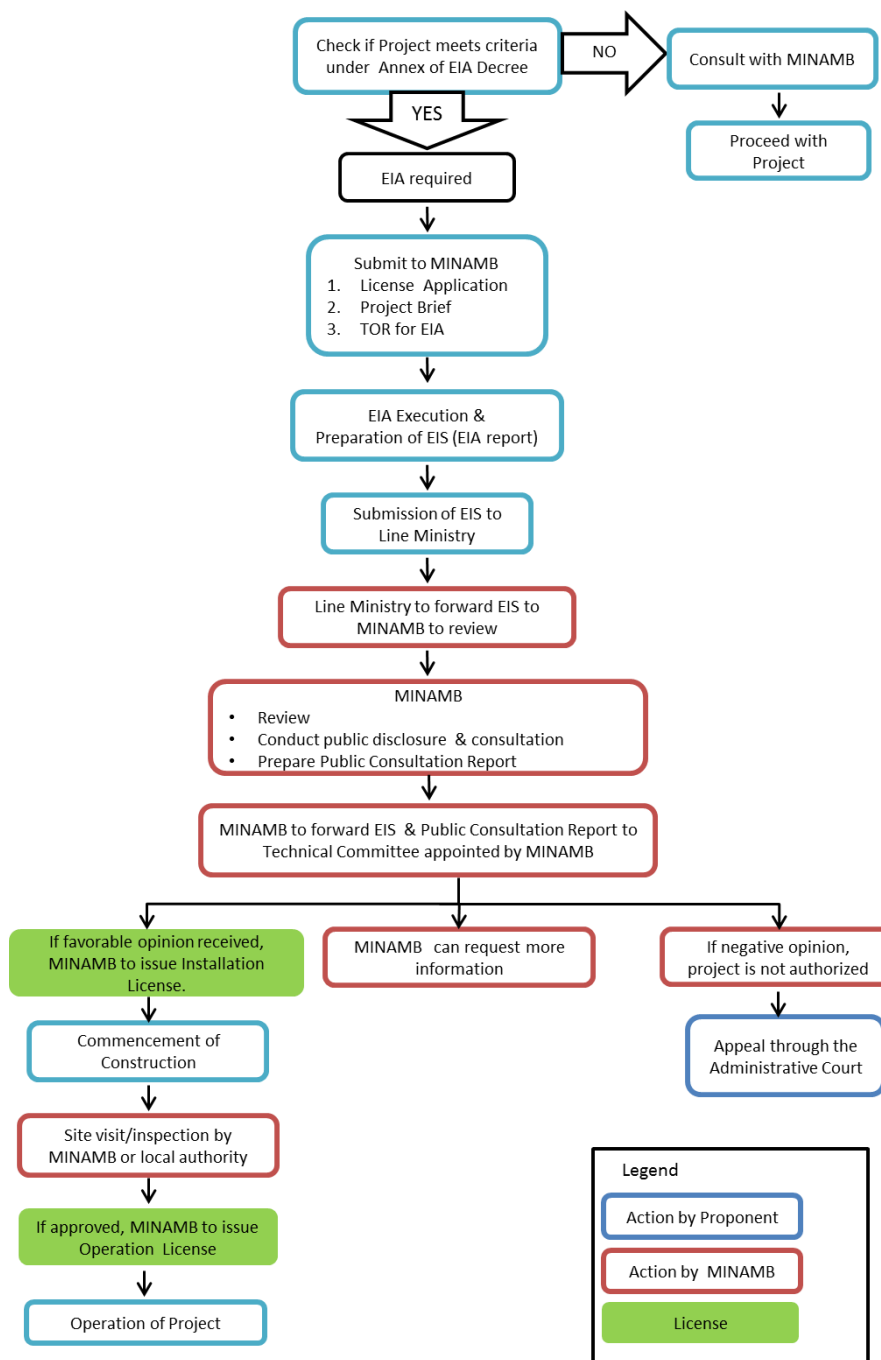 Check if Project meets criteria
under Annex of EIA Decree
NO
Consult with MINAMB
YES
Proceed with
Project
EIA required
Submit to MINAMB
1. License Application
2. Project Brief
3. TOR for EIA
EIA Execution &
Preparation of EIS (EIA report)
Submission of EIS to
Line Ministry
Line Ministry to forward EIS to
MINAMB to review
MINAMB
• Review
• Conduct public disclosure & consultation
• Prepare Public Consultation Report
MINAMB to forward EIS & Public Consultation Report to
Technical Committee appointed by MINAMB
If favorable opinion received,
MINAMB to issue Installation
License.
MINAMB can request more
information
If negative opinion,
project is not authorized
Commencement of
Construction
Appeal through the
Administrative Court
Site visit/inspection by
MINAMB or local authority
If approved, MINAMB to issue
Operation License
Operation of Project
Legend
Action by Proponent
Action by MINAMB
License